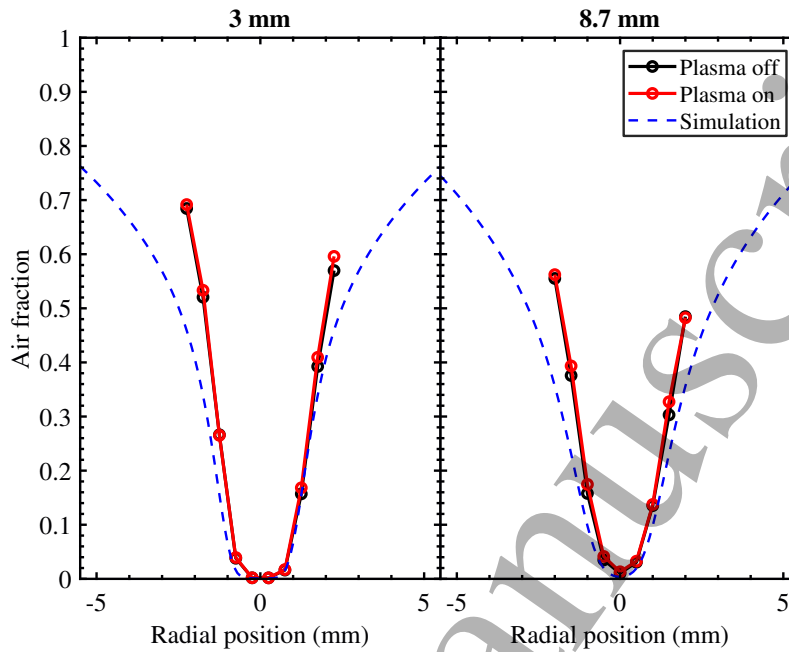 3 mm
8.7 mm
1
0.9
0.8
0.7
0.6
0.5
0.4
0.3
0.2
0.1
0
Air fraction
Plasma off
Plasma on
Simulation
-5 0 5
-5 0 5
Radial position (mm)
Radial position (mm)